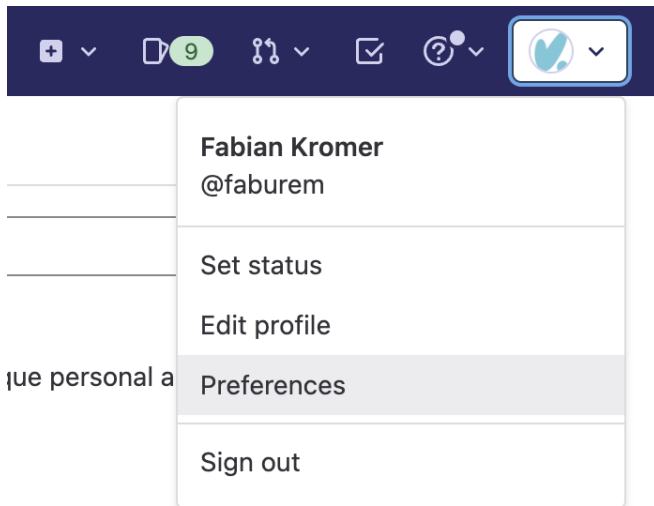 9
Fabian Kromer
@faburem
Set status
Edit profile
que personal a
Preferences
Sign out